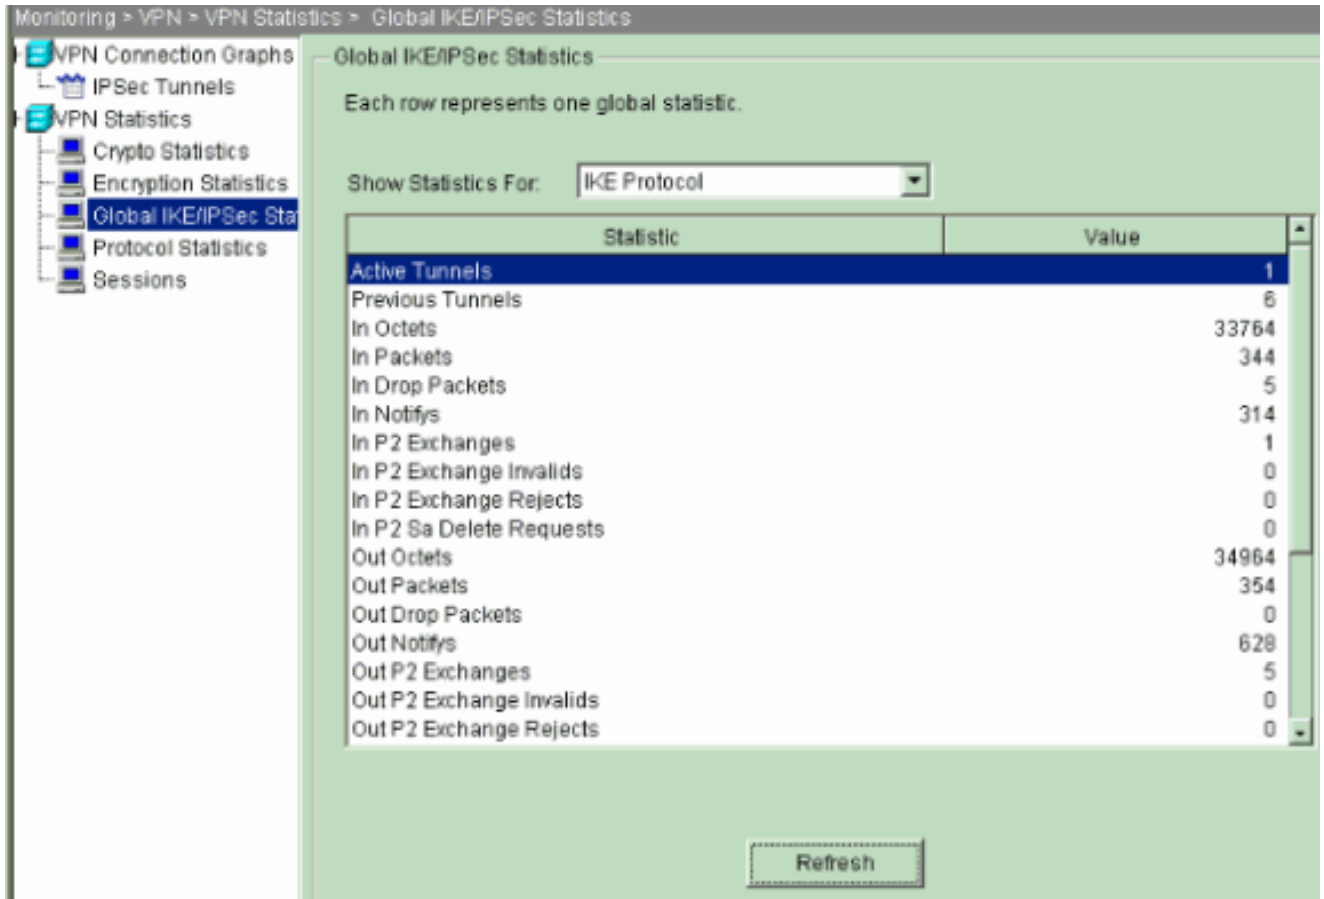 Monitoring > VPN > VPN Statistics > Global IKE/IPSec Statistics
VPN Connection Graphs
IPSec Tunnels
VPN Statistics
Crypto Statistics
Encryption Statistics
Global IKE/IPSec Sta
Protocol Statistics
Sessions
Global IKE/IPSec Statistics
Each row represents one global statistic.
Show Statistics For: IKE Protocol
Statistic Value
Active Tunnels 1
Previous Tunnels 6
In Octets 33764
In Packets 344
In Drop Packets 5
In Notifys 314
In P2 Exchanges 1
In P2 Exchange Invalids 0
In P2 Exchange Rejects 0
In P2 Sa Delete Requests 0
Out Octets 34964
Out Packets 354
Out Drop Packets 0
Out Notifys 628
Out P2 Exchanges 5
Out P2 Exchange Invalids 0
Out P2 Exchange Rejects 0
Refresh